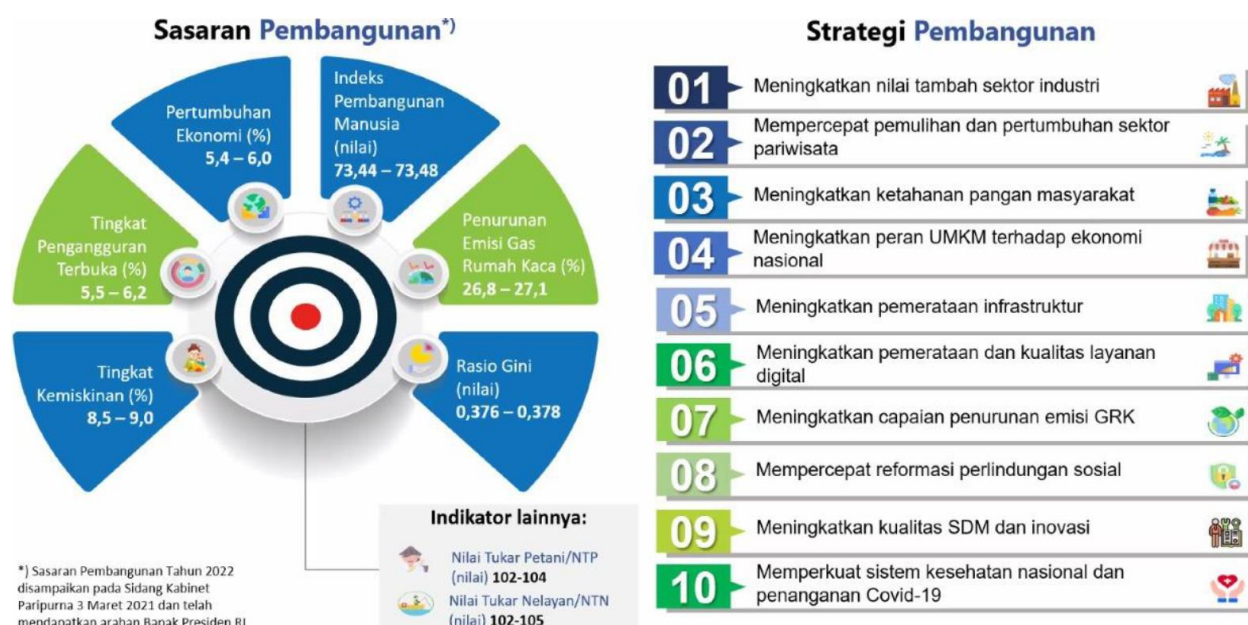 Sasaran Pembangunan*)
Pertumbuhan
Ekonomi (%)
5,4 – 6,0
Indeks
Pembangunan
Manusia
(nilai)
73,44 – 73,48
Tingkat
Pengangguran
Terbuka (%)
5,5 – 6,2
Penurunan
Emisi Gas
Rumah Kaca (%)
26,8 – 27,1
Tingkat
Kemiskinan (%)
8,5 – 9,0
Rasio Gini
(nilai)
0,376 – 0,378
Indikator lainnya:
Nilai Tukar Petani/NTP
(nilai) 102-104
Nilai Tukar Nelayan/NTN
(nilai) 102-105
*) Sasaran Pembangunan Tahun 2022
disampaikan pada Sidang Kabinet
Paripurna 3 Maret 2021 dan telah
mendapatkan arahan Bapak Presiden RI
Strategi Pembangunan
01 Meningkatkan nilai tambah sektor industri
02 Mempercepat pemulihan dan pertumbuhan sektor
pariwisata
03 Meningkatkan ketahanan pangan masyarakat
04 Meningkatkan peran UMKM terhadap ekonomi
nasional
05 Meningkatkan pemerataan infrastruktur
06 Meningkatkan pemerataan dan kualitas layanan
digital
07 Meningkatkan capaian penurunan emisi GRK
08 Mempercepat reformasi perlindungan sosial
09 Meningkatkan kualitas SDM dan inovasi
10 Memperkuat sistem kesehatan nasional dan
penanganan Covid-19